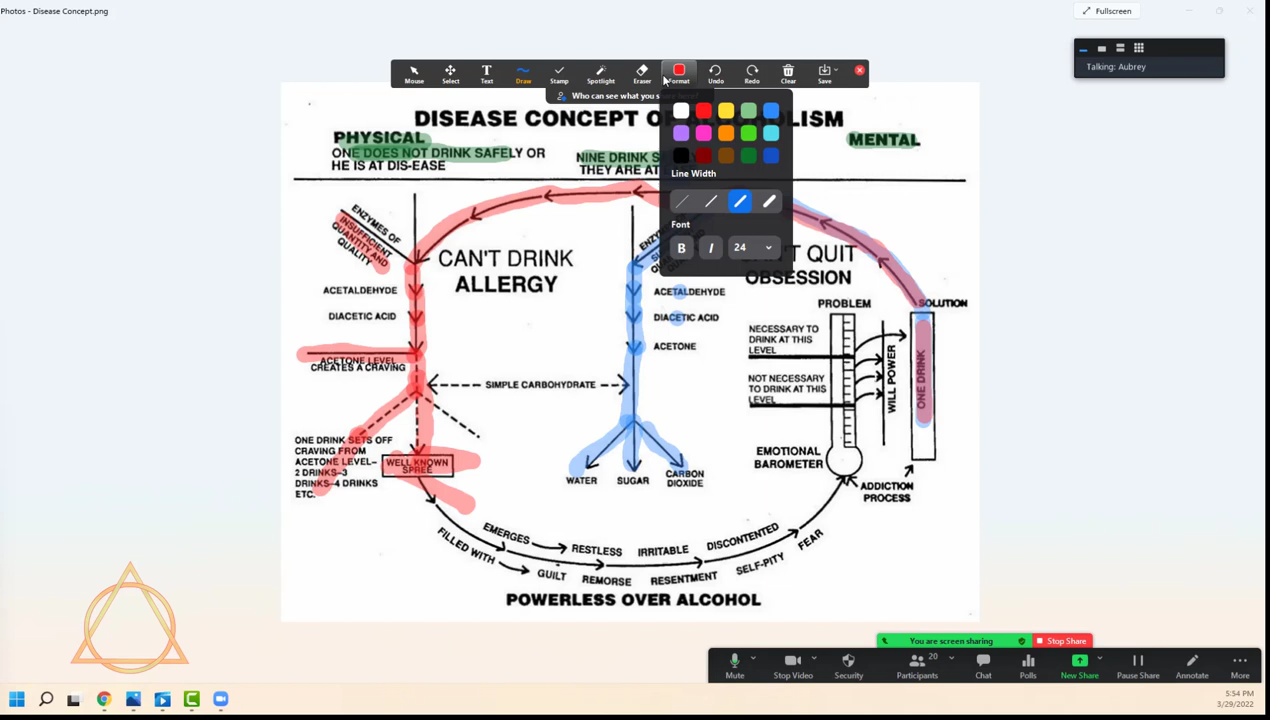 Photos - Disease Concept.png
Fullscreen
Talking: Aubrey
Mouse
Select
Text
Draw
Stamp
Spotlight
Eraser
Format
Undo
Redo
Clear
Save
Who can see what you s
Line Width
Font
B
I
24
DISEASE CONCEPT OF ALCOHOLISM
PHYSICAL
ONE DOES NOT DRINK SAFELY OR
HE IS AT DIS-EASE
NINE DRINK S
THEY ARE AT
MENTAL
ENZYMES OF
INSUFFICIENT
QUANTITY AND
QUALITY
CAN'T DRINK
ALLERGY
ACETALDEHYDE
DIACETIC ACID
ACETONE LEVEL
CREATES A CRAVING
SIMPLE CARBOHYDRATE
ONE DRINK SETS OFF
CRAVING FROM
ACETONE LEVEL–
2 DRINKS–3
DRINKS–4 DRINKS
ETC.
WELL KNOWN
SPREE
ACETALDEHYDE
DIACETIC ACID
ACETONE
WATER
SUGAR
CARBON
DIOXIDE
QUIT
OBSESSION
PROBLEM
SOLUTION
NECESSARY TO
DRINK AT THIS
LEVEL
NOT NECESSARY
TO DRINK AT THIS
LEVEL
WILL POWER
ONE DRINK
EMOTIONAL
BAROMETER
ADDICTION
PROCESS
EMERGES
RESTLESS
IRRITABLE
DISCONTENTED
FILLED WITH
GUILT
REMORSE
RESENTMENT
SELF-PITY
FEAR
POWERLESS OVER ALCOHOL
You are screen sharing
Stop Share
Mute
Stop Video
Security
Participants
20
Chat
Polls
New Share
Pause Share
Annotate
More
5:54 PM
3/29/2022